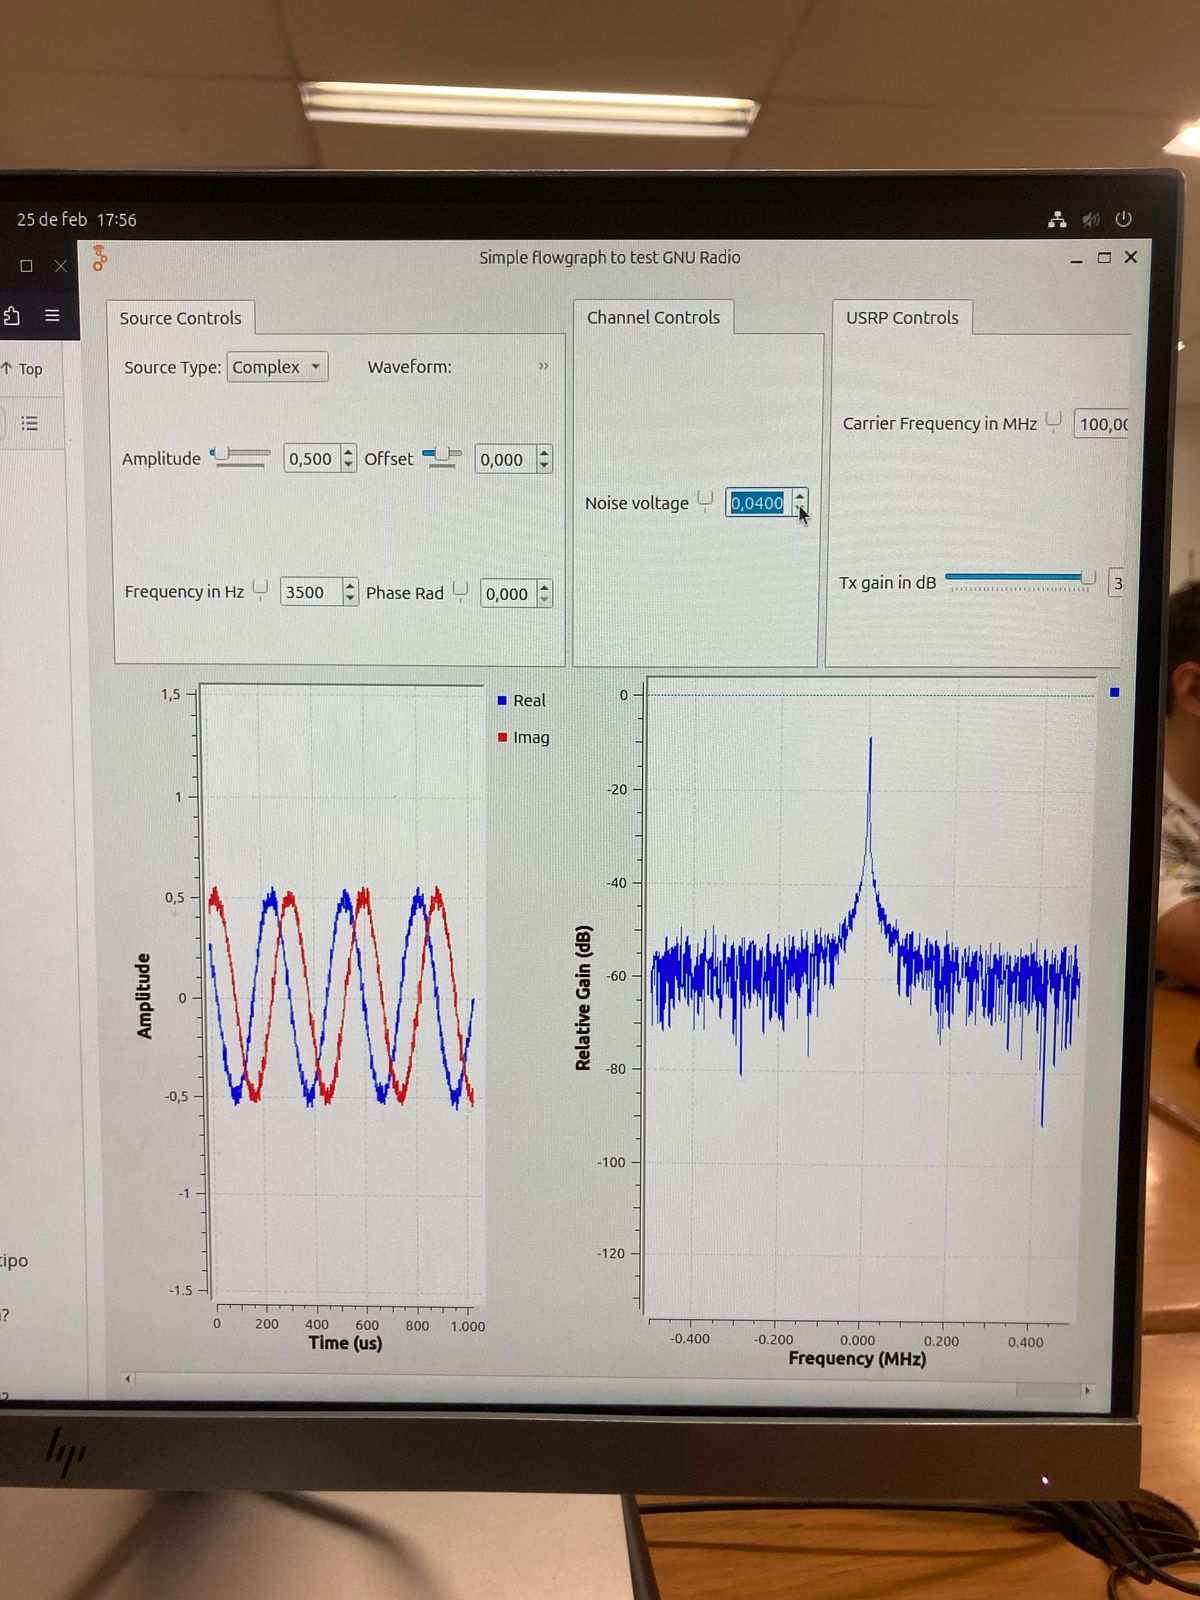 25 de feb 17:56
Simple flowgraph to test GNU Radio
Top
Source Controls
Source Type: Complex Waveform: »
Amplitude 0,500 Offset 0,000
Frequency in Hz 3500 Phase Rad 0,000
Channel Controls
Noise voltage 0,0400
USRP Controls
Carrier Frequency in MHz 100,00
Tx gain in dB 3
1,5
1
0,5
0
-0,5
-1
-1.5
Amplitude
0 200 400 600 800 1.000
Time (us)
Real
Imag
0
-20
-40
-60
-80
-100
-120
Relative Gain (dB)
-0.400 -0.200 0.000 0.200 0.400
Frequency (MHz)
tipo
?
hp